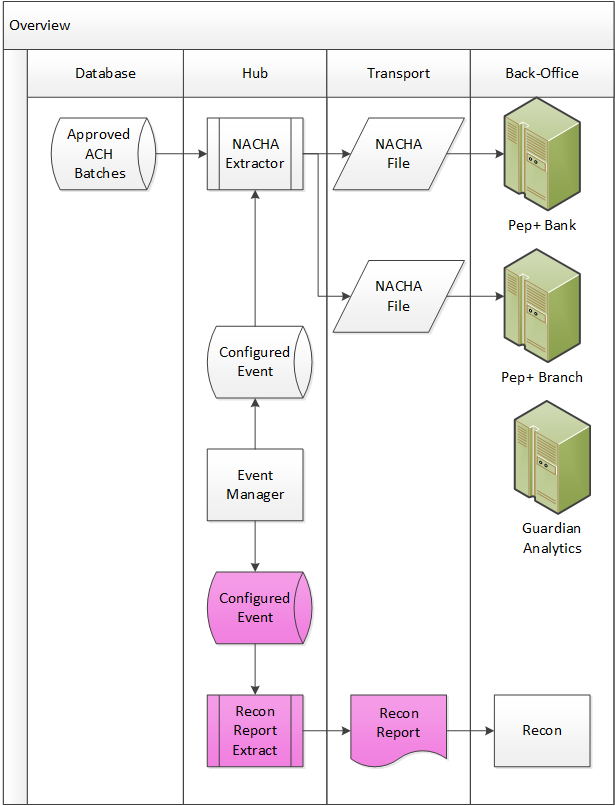 Overview
Database
Hub
Transport
Back-Office
Approved
ACH
Batches
NACHA
Extractor
NACHA
File
Pep+ Bank
NACHA
File
Pep+ Branch
Configured
Event
Event
Manager
Guardian
Analytics
Configured
Event
Recon
Report
Extract
Recon
Report
Recon